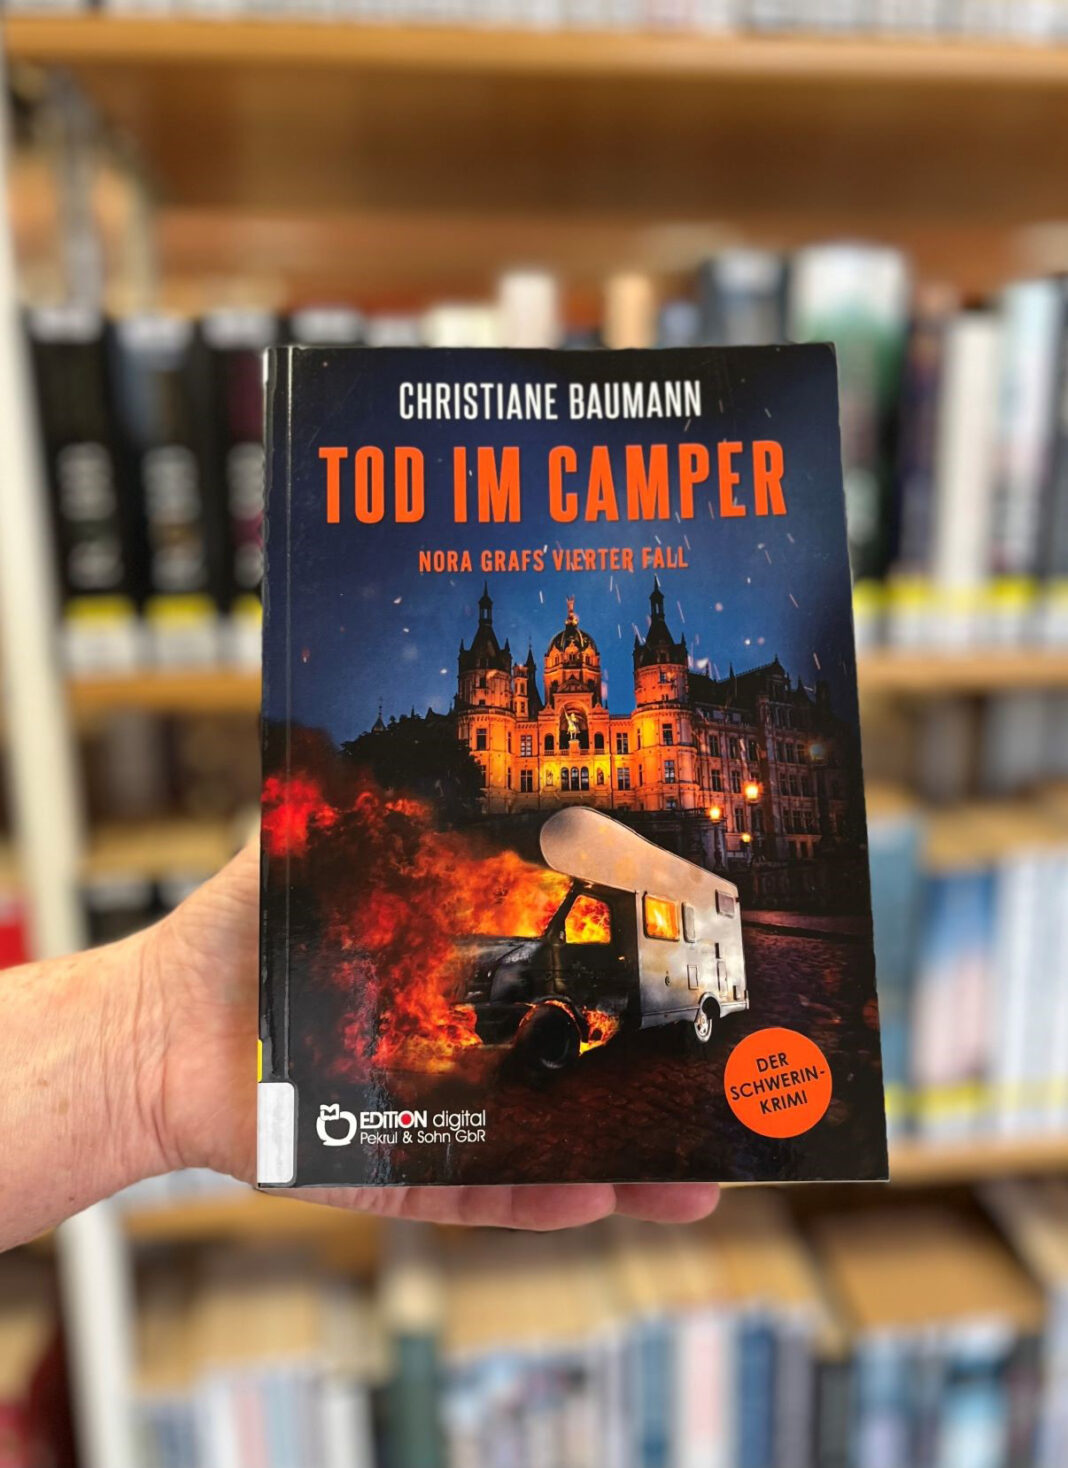 CHRISTIANE BAUMANN
TOD IM CAMPER
NORA GRAFS VIERTER FALL
DER
SCHWERIN-
KRIMI
EDITION digital
Pekrul & Sohn GbR